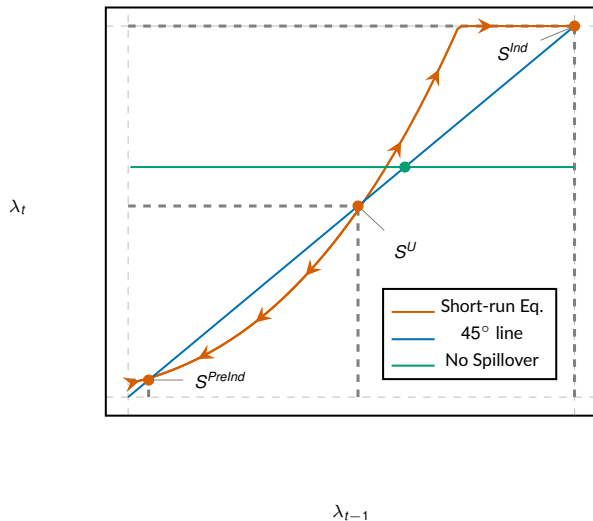 S^Ind
λ_t
S^U
Short-run Eq.
45° line
No Spillover
S^PreInd
λ_{t−1}